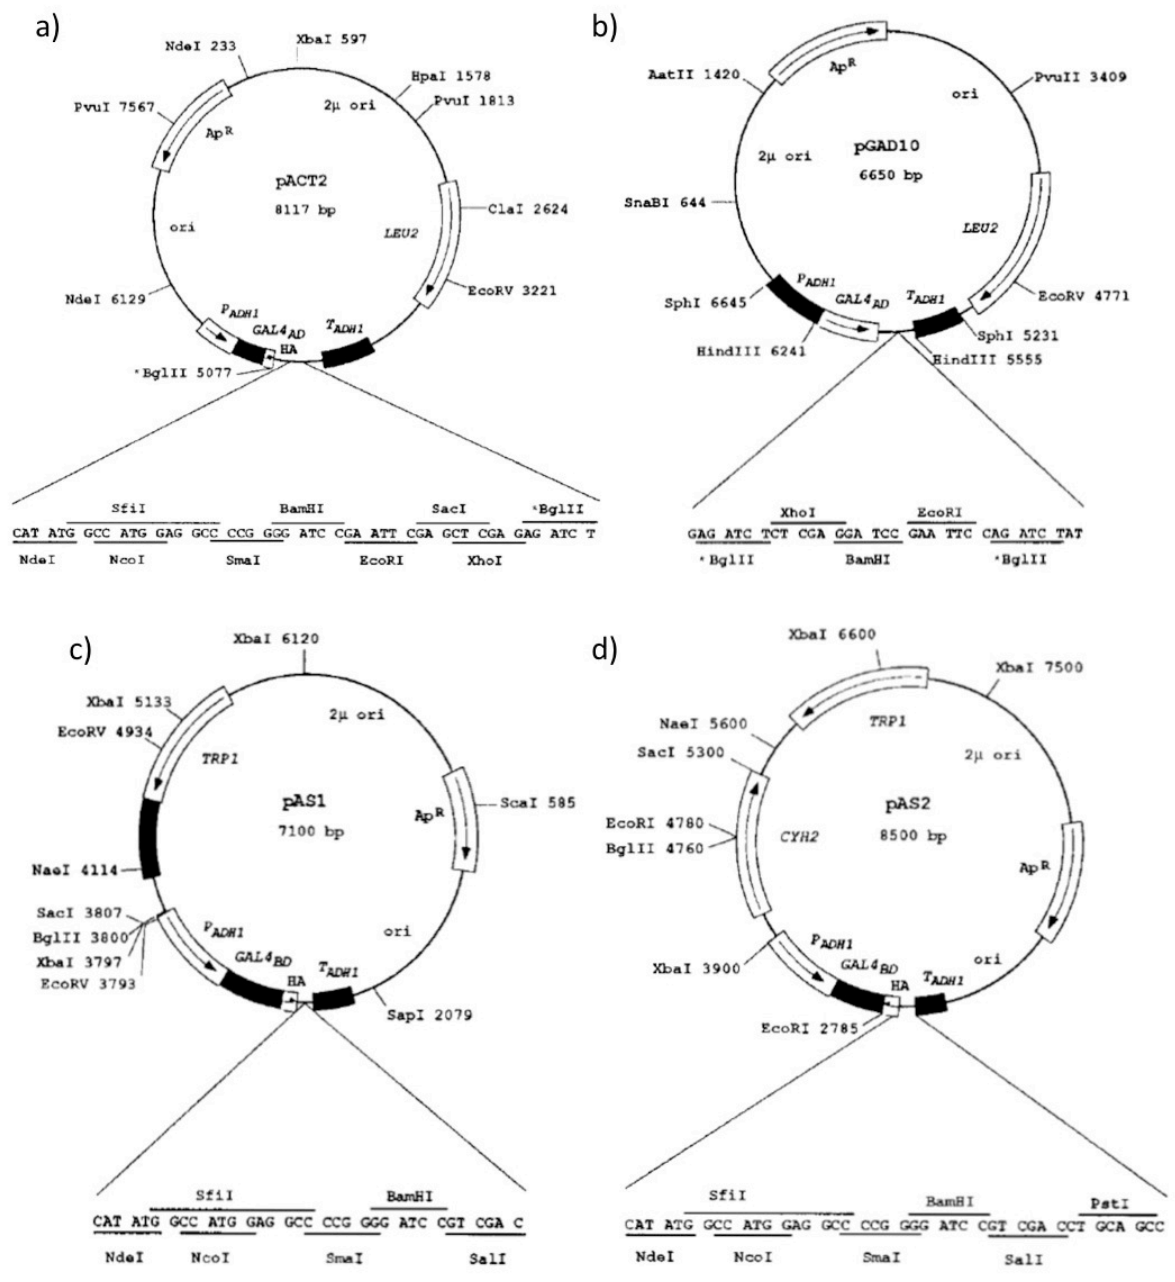 a)
XbaI 597
NdeI 233
HpaI 1578
PvuI 7567
2μ ori
PvuI 1813
ApR
pACT2
8117 bp
ClaI 2624
ori
LEU2
NdeI 6129
EcoRV 3221
PADH1
GAL4AD
TADH1
HA
*BglII 5077
SfiI
BamHI
SacI
*BglII
CAT ATG GCC ATG GAG GCC CCG GGG ATC CGA ATT CGA GCT CGA GAG ATC T
NdeI
NcoI
SmaI
EcoRI
XhoI
b)
ApR
AatII 1420
PvuII 3409
ori
2μ ori
pGAD10
6650 bp
SnaBI 644
LEU2
PADH1
GAL4AD
TADH1
SphI 6645
EcoRV 4771
SphI 5231
HindIII 6241
HindIII 5555
XhoI
EcoRI
GAG ATC TCT CGA GGA TCC GAA TTC CAG ATC TAT
*BglII
BamHI
*BglII
c)
XbaI 6120
XbaI 5133
2μ ori
EcoRV 4934
TRP1
pAS1
7100 bp
ScaI 585
ApR
NaeI 4114
SacI 3807
BglII 3800
XbaI 3797
EcoRV 3793
PADH1
ori
GAL4BD
TADH1
HA
SapI 2079
SfiI
BamHI
CAT ATG GCC ATG GAG GCC CCG GGG ATC CGT CGA C
NdeI
NcoI
SmaI
SalI
d)
XbaI 6600
XbaI 7500
TRP1
NaeI 5600
SacI 5300
2μ ori
pAS2
8500 bp
EcoRI 4780
BglII 4760
CYH2
ApR
PADH1
XbaI 3900
GAL4BD
ori
TADH1
HA
EcoRI 2785
SfiI
BamHI
PstI
CAT ATG GCC ATG GAG GCC CCG GGG ATC CGT CGA CCT GCA GCC
NdeI
NcoI
SmaI
SalI